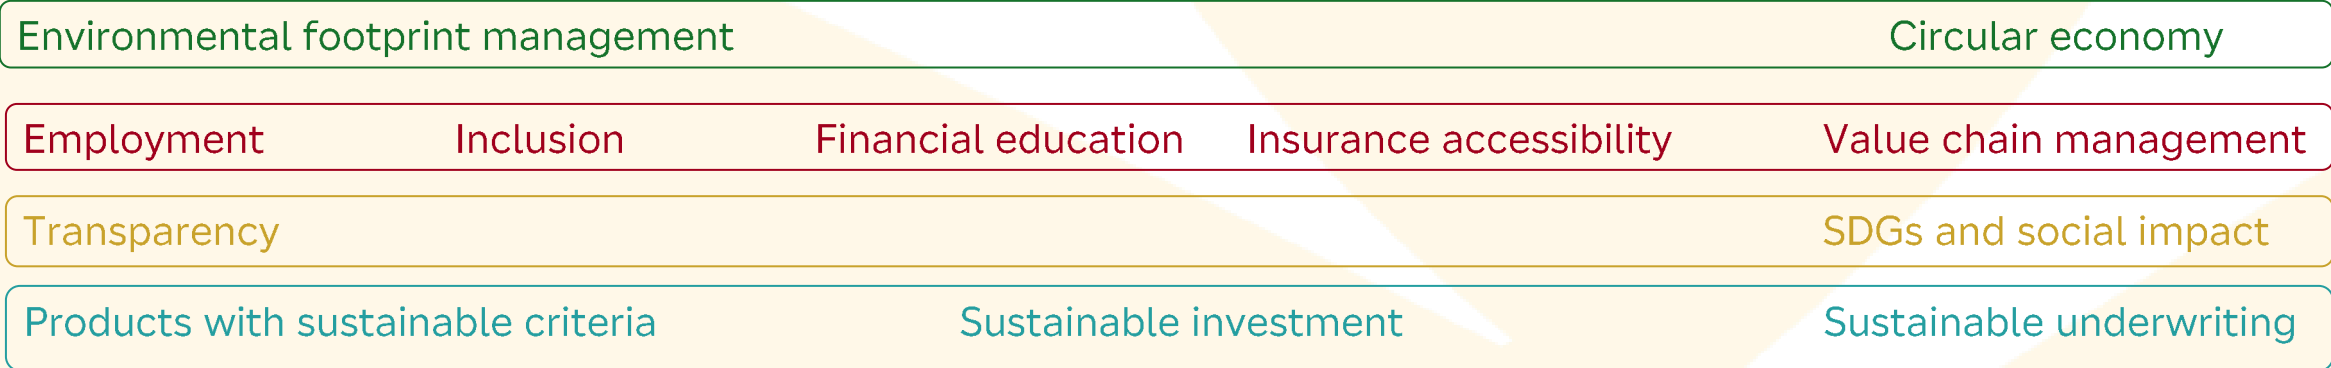 Environmental footprint management Circular economy
Employment Inclusion Financial education Insurance accessibility Value chain management
Transparency SDGs and social impact
Products with sustainable criteria Sustainable investment Sustainable underwriting